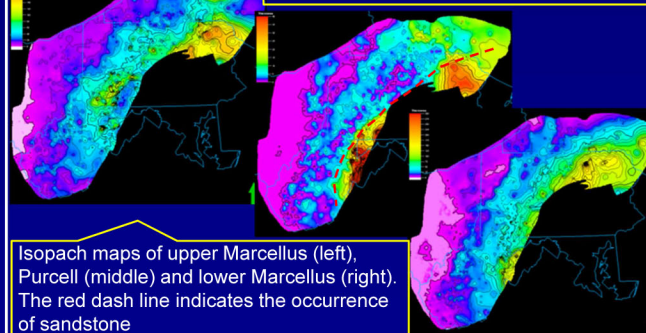 Isopach maps of upper Marcellus (left),
Purcell (middle) and lower Marcellus (right).
The red dash line indicates the occurrence
of sandstone